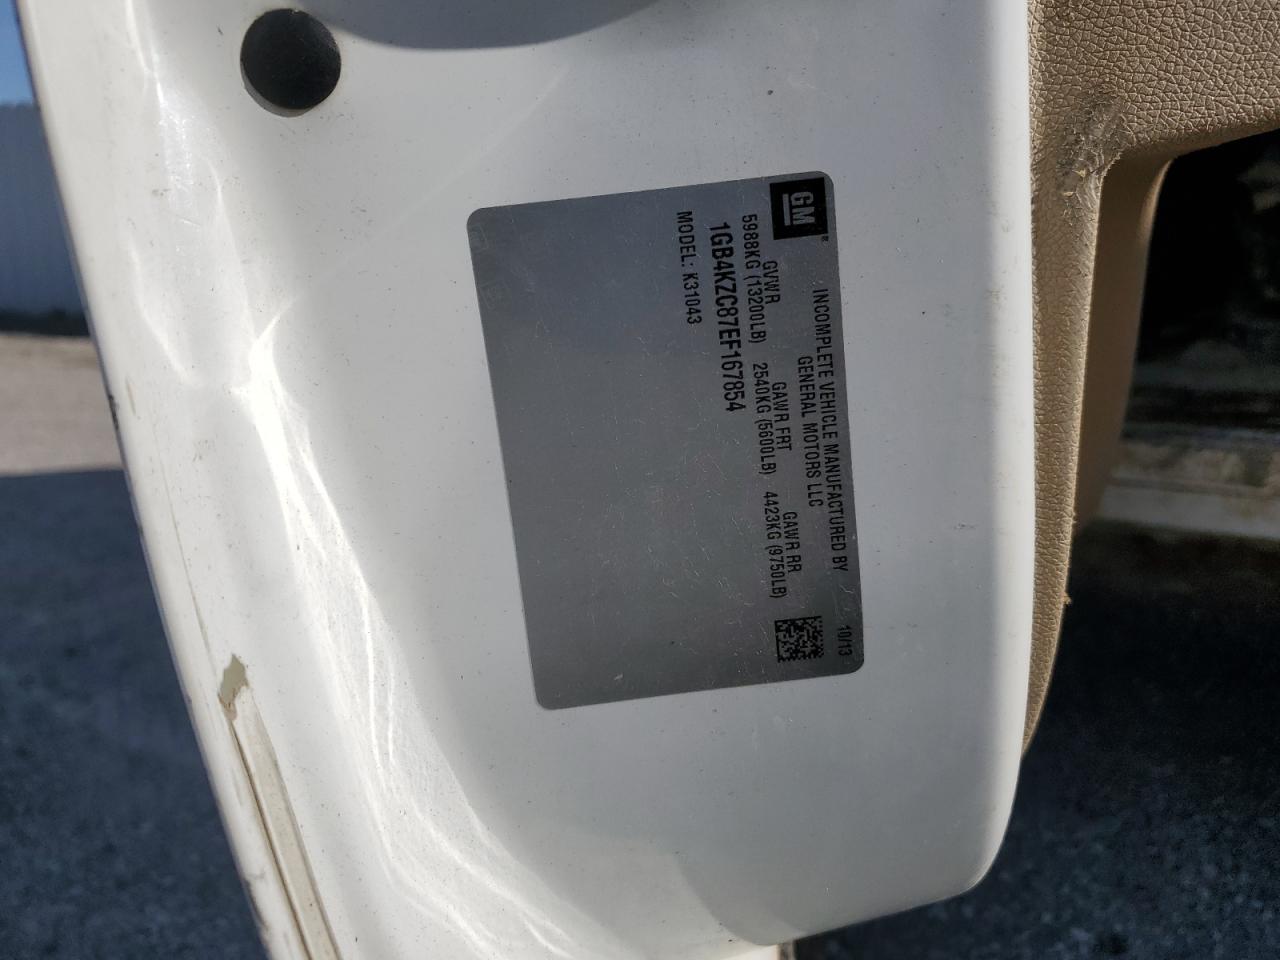 GM®
INCOMPLETE VEHICLE MANUFACTURED BY 10/13
GENERAL MOTORS LLC
GVWR GAWR FRT GAWR RR
5988KG (13200LB) 2540KG (5600LB) 4423KG (9750LB)
1GB4KZC87EF167854
MODEL: K31043